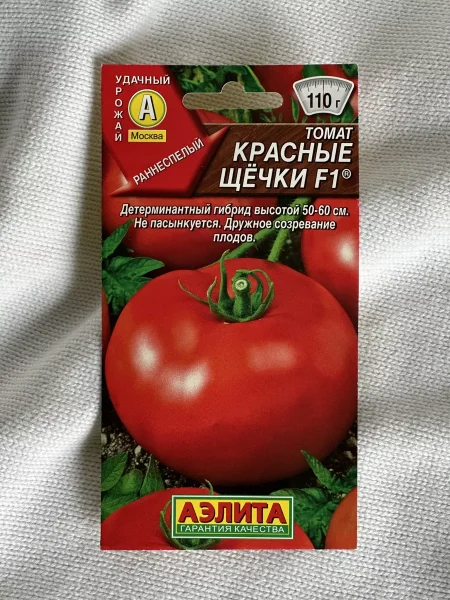 УДАЧНЫЙ
УРОЖАЙ
А
Москва
РАННЕСПЕЛЫЙ
110 г
ТОМАТ
КРАСНЫЕ
ЩЁЧКИ F1®
Детерминантный гибрид высотой 50-60 см.
Не пасынкуется. Дружное созревание
плодов.
АЭЛИТА
ГАРАНТИЯ КАЧЕСТВА